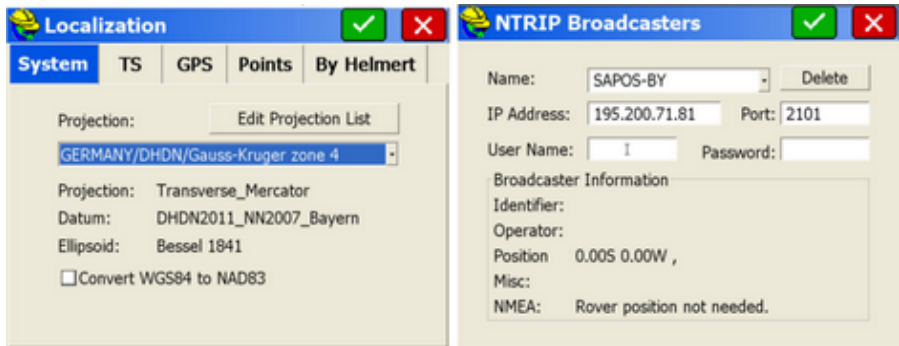 Localization
System TS GPS Points By Helmert
Projection: Edit Projection List
GERMANY/DHDN/Gauss-Kruger zone 4
Projection: Transverse_Mercator
Datum: DHDN2011_NN2007_Bayern
Ellipsoid: Bessel 1841
Convert WGS84 to NAD83
NTRIP Broadcasters
Name: SAPOS-BY Delete
IP Address: 195.200.71.81 Port: 2101
User Name: Password:
Broadcaster Information
Identifier:
Operator:
Position 0.00S 0.00W ,
Misc:
NMEA: Rover position not needed.